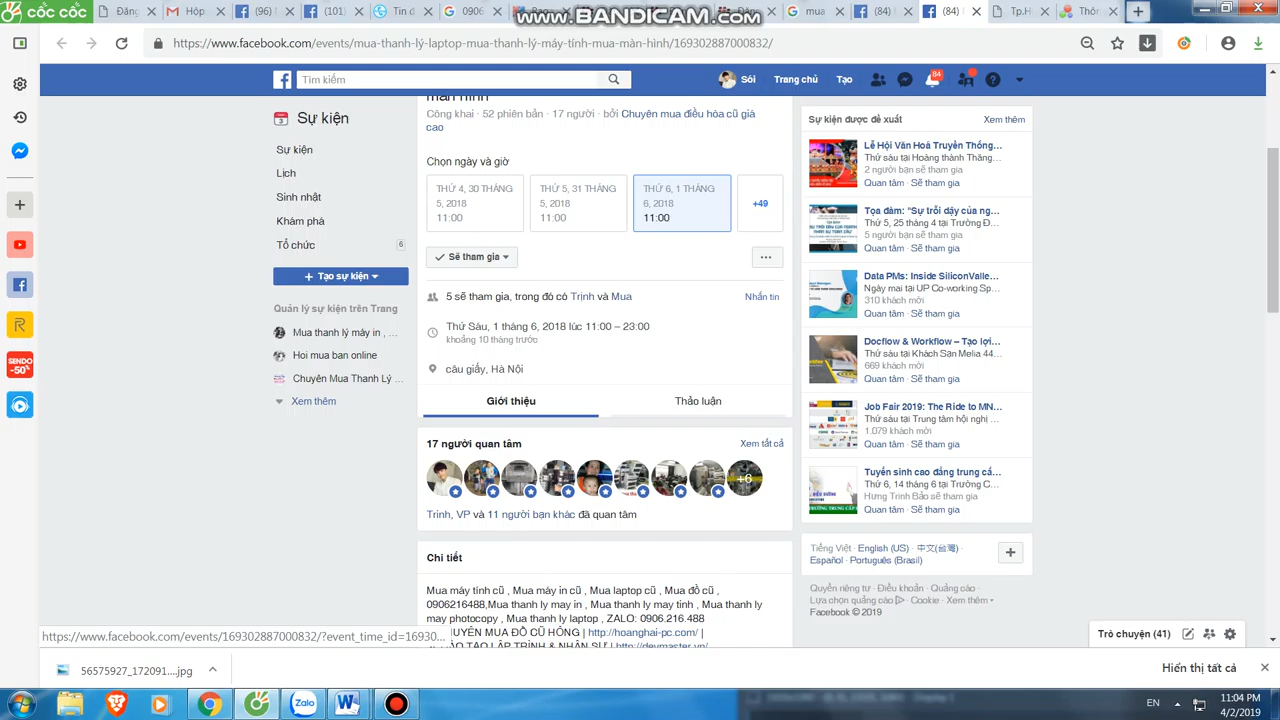 www.BANDICAM.com
cốc cốc
Đăng
Hộp
(96)
(101)
Tin d
006
mua
(84)
(84)
Tp.H
Thôn
https://www.facebook.com/events/mua-thanh-lý-laptop-mua-thanh-lý-máy-tính-mua-màn-hình/169302887000832/
Tìm kiếm
Sói
Trang chủ
Tạo
84
Sự kiện
Sự kiện
Lịch
Sinh nhật
Khám phá
Tổ chức
6
+ Tạo sự kiện
Quản lý sự kiện trên Trang
Mua thanh lý máy in , ...
Hoi mua ban online
Chuyên Mua Thanh Lý ...
Xem thêm
màn hình
Công khai · 52 phiên bản · 17 người · bởi Chuyên mua điều hòa cũ giá
cao
Chọn ngày và giờ
THỨ 4, 30 THÁNG
5, 2018
11:00
THỨ 5, 31 THÁNG
5, 2018
11:00
THỨ 6, 1 THÁNG
6, 2018
11:00
+49
Sẽ tham gia
5 sẽ tham gia, trong đó có Trịnh và Mua
Nhắn tin
Thứ Sáu, 1 tháng 6, 2018 lúc 11:00 – 23:00
khoảng 10 tháng trước
câu giấy, Hà Nội
Giới thiệu
Thảo luận
17 người quan tâm
Xem tất cả
+6
Trinh, VP và 11 người bạn khác đã quan tâm
Chi tiết
Mua máy tính cũ , Mua máy in cũ , Mua laptop cũ , Mua đồ cũ ,
0906216488,Mua thanh ly may in , Mua thanh ly may tinh , Mua thanh ly
may photocopy , Mua thanh ly laptop , ZALO: 0906.216.488
UYÊN MUA ĐỒ CŨ HỎNG | http://hoanghai-pc.com/ |
TẠO LẬP TRÌNH & NHÂN SỰ | http://devmaster.vn/
Sự kiện được đề xuất
Xem thêm
Lễ Hội Văn Hoá Truyền Thống...
Thứ sáu tại Hoàng thành Thăng...
2 người bạn sẽ tham gia
Quan tâm · Sẽ tham gia
Tọa đàm: "Sự trỗi dậy của ng...
Thứ 5, 25 tháng 4 tại Trường Đ...
5 người bạn sẽ tham gia
Quan tâm · Sẽ tham gia
Data PMs: Inside SiliconValle...
Ngày mai tại UP Co-working Sp...
310 khách mời
Quan tâm · Sẽ tham gia
Docflow & Workflow – Tạo lợi...
Thứ sáu tại Khách Sạn Melia 44...
669 khách mời
Quan tâm · Sẽ tham gia
Job Fair 2019: The Ride to MN...
Thứ sáu tại Trung tâm hội nghị ...
1.079 khách mời
Quan tâm · Sẽ tham gia
Tuyển sinh cao đẳng trung cấ...
Thứ 6, 14 tháng 6 tại Trường C...
Hưng Trịnh Bảo sẽ tham gia
Quan tâm · Sẽ tham gia
Tiếng Việt · English (US) · 中文(台灣) ·
Español · Português (Brasil)
Quyền riêng tư · Điều khoản · Quảng cáo ·
Lựa chọn quảng cáo · Cookie · Xem thêm
Facebook © 2019
Trò chuyện (41)
SENDO
-50%
https://www.facebook.com/events/169302887000832/?event_time_id=16930...
56575927_172091....jpg
Hiển thị tất cả
Zalo
EN
11:04 PM
4/2/2019